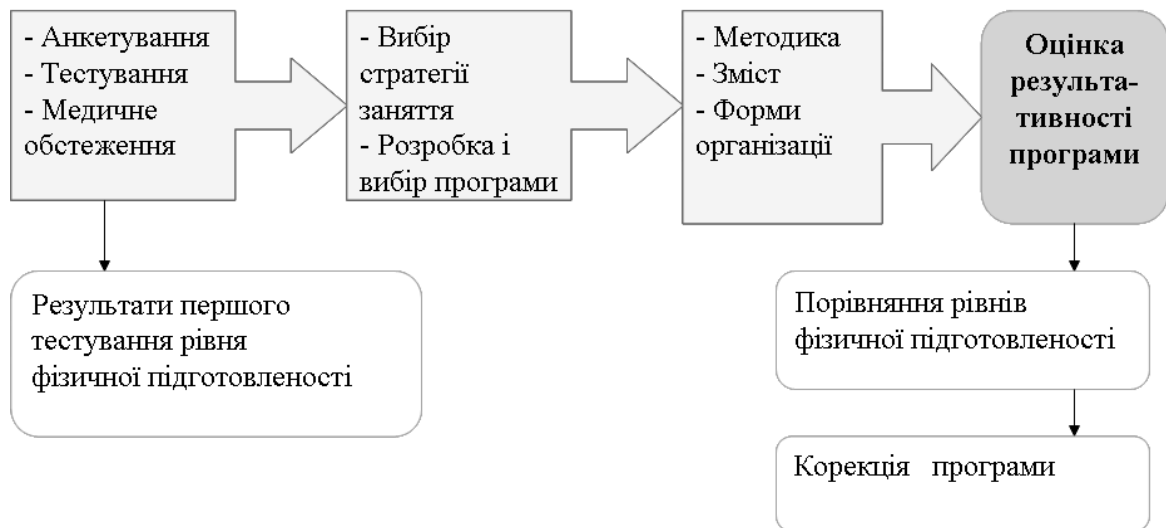 - Анкетування
- Тестування
- Медичне
обстеження
- Вибір
стратегії
заняття
- Розробка і
вибір програми
- Методика
- Зміст
- Форми
організації
Оцінка
результа-
тивності
програми
Результати першого
тестування рівня
фізичної підготовленості
Порівняння рівнів
фізичної підготовленості
Корекція програми